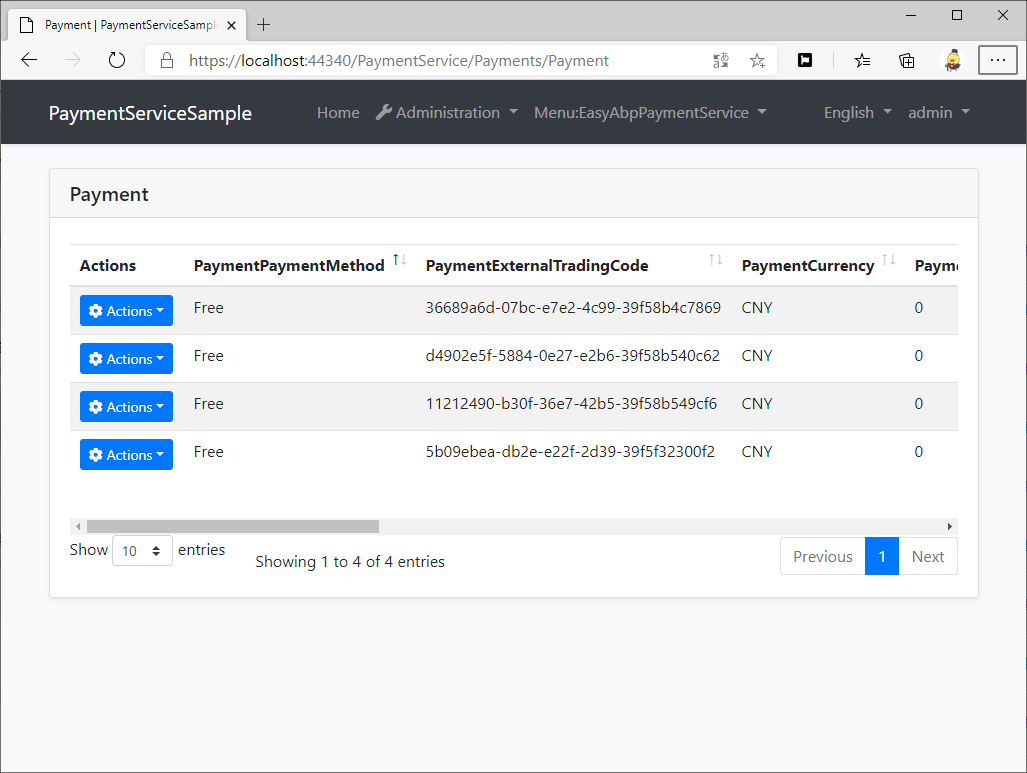 Payment | PaymentServiceSampl
https://localhost:44340/PaymentService/Payments/Payment
PaymentServiceSample Home Administration Menu:EasyAbpPaymentService English admin
Payment
Actions PaymentPaymentMethod PaymentExternalTradingCode PaymentCurrency Payme
Actions Free 36689a6d-07bc-e7e2-4c99-39f58b4c7869 CNY 0
Actions Free d4902e5f-5884-0e27-e2b6-39f58b540c62 CNY 0
Actions Free 11212490-b30f-36e7-42b5-39f58b549cf6 CNY 0
Actions Free 5b09ebea-db2e-e22f-2d39-39f5f32300f2 CNY 0
Show 10 entries Showing 1 to 4 of 4 entries Previous 1 Next